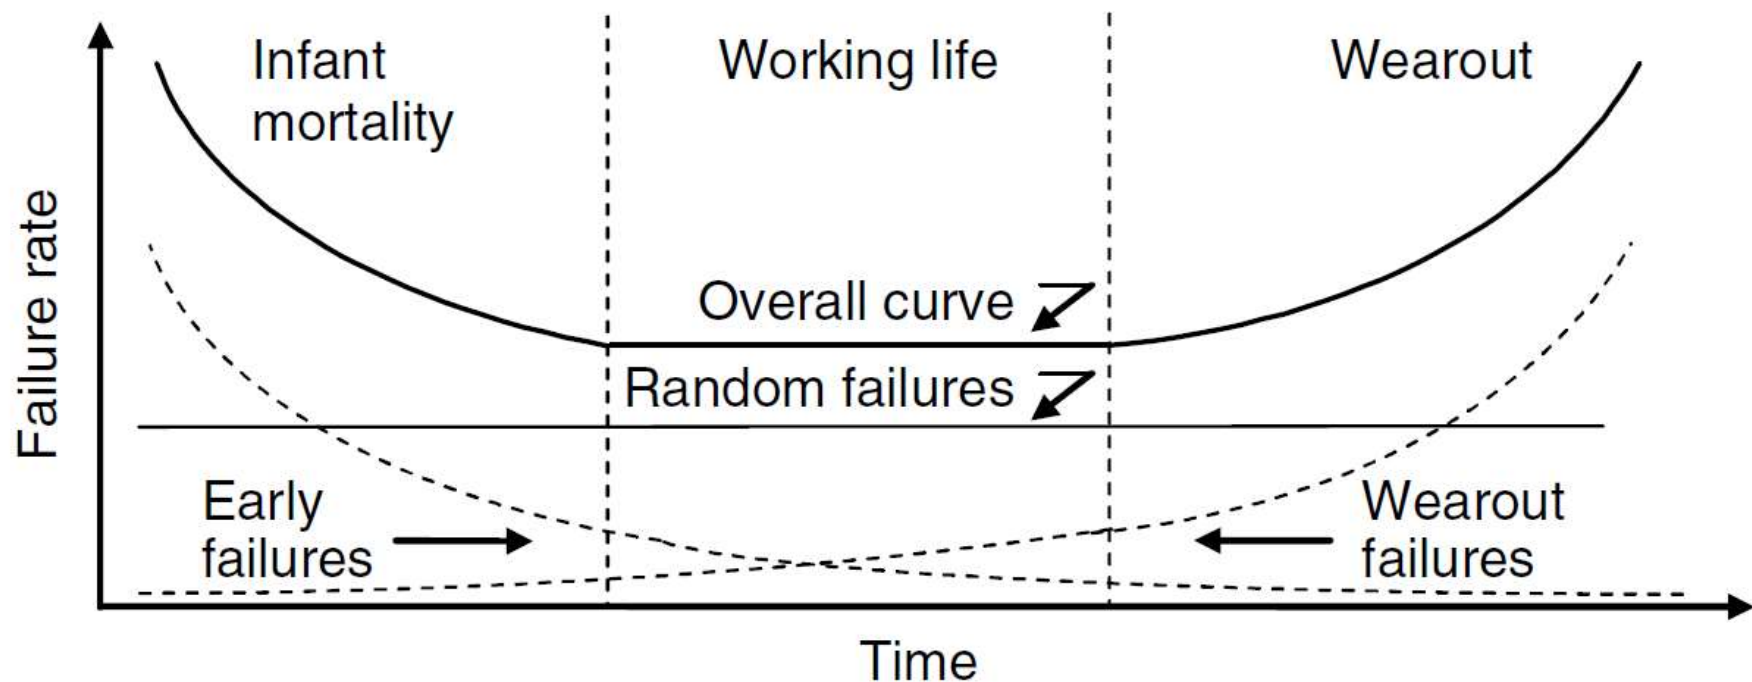 Infant
mortality
Working life
Wearout
Failure rate
Overall curve
Random failures
Early
failures
Wearout
failures
Time